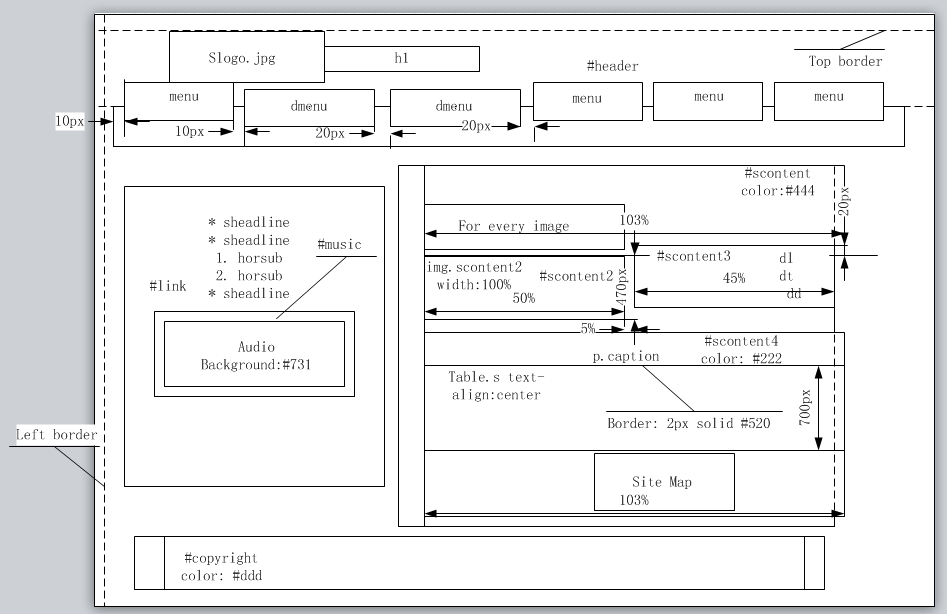 Slogo.jpg
h1
#header
Top border
menu
dmenu
dmenu
menu
menu
menu
10px
10px
20px
20px
#scontent
color:#444
20px
* sheadline
* sheadline
1. horsub
2. horsub
* sheadline
#music
#link
For every image
103%
img.scontent2
width:100%
#scontent2
50%
470px
#scontent3
45%
dl
dt
dd
5%
p.caption
#scontent4
color: #222
Audio
Background:#731
Table.s text-
align:center
700px
Border: 2px solid #520
Left border
Site Map
103%
#copyright
color: #ddd